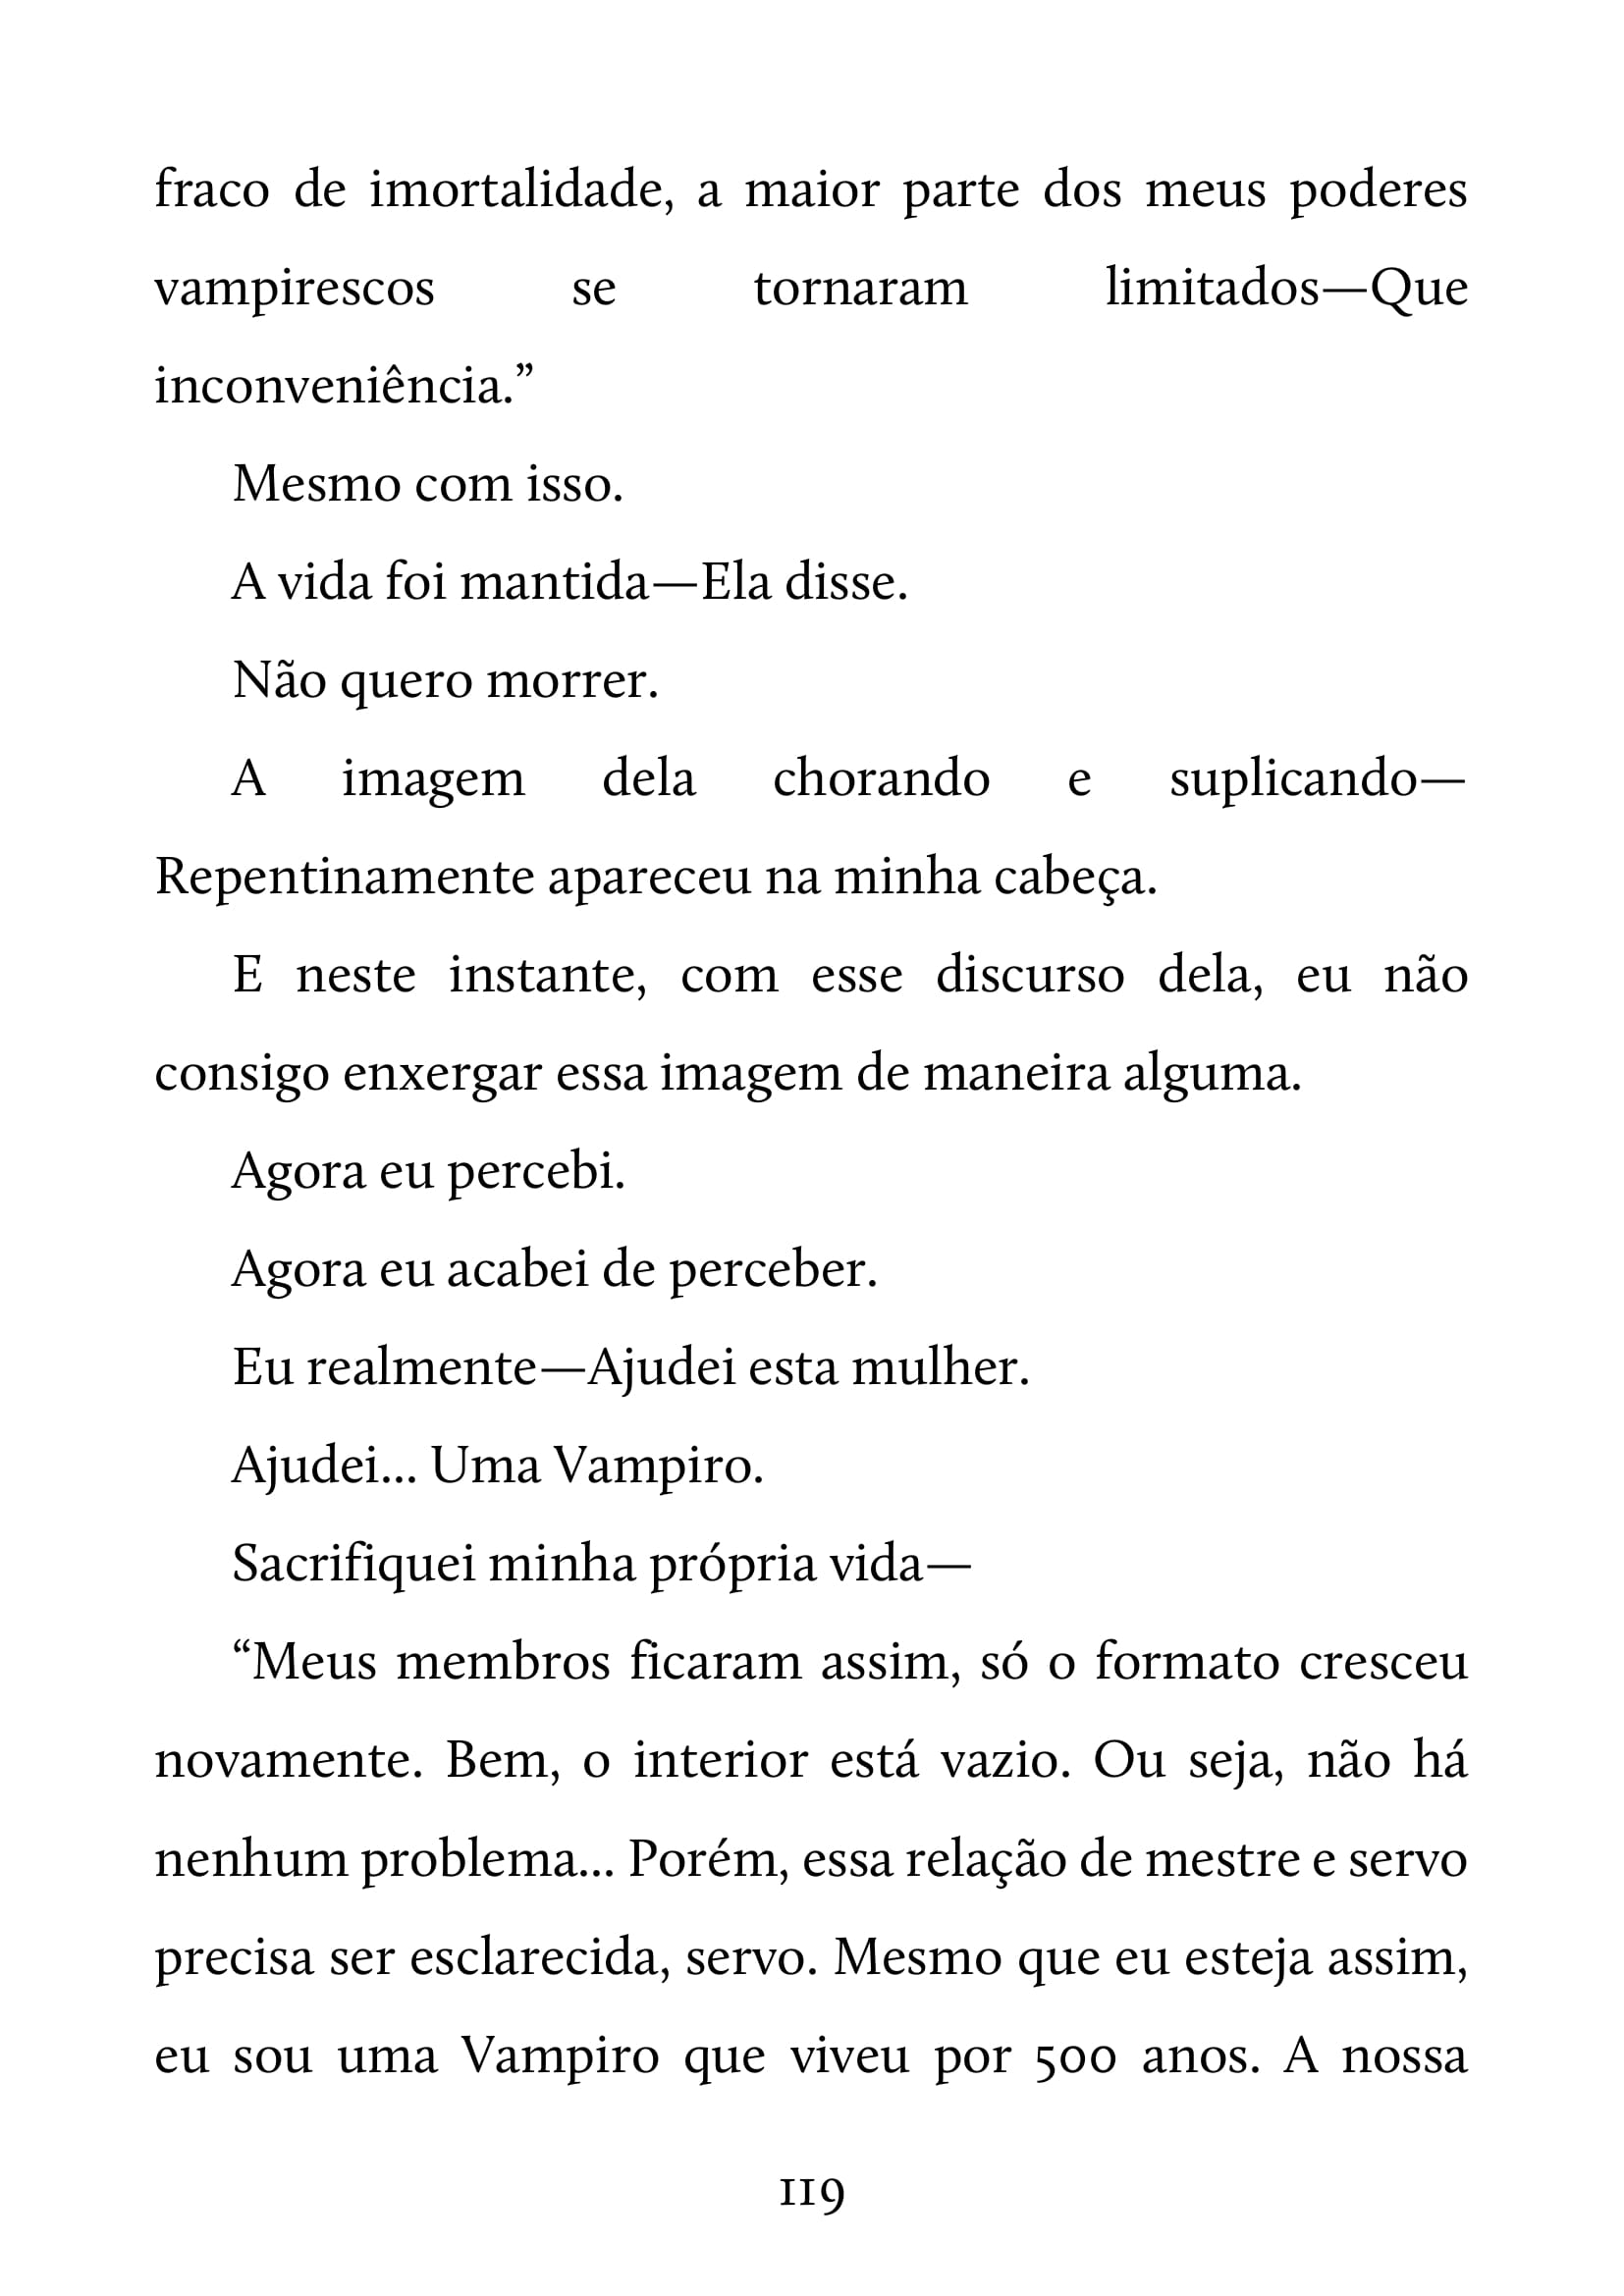 fraco de imortalidade, a maior parte dos meus poderes
vampirescos se tornaram limitados—Que
inconveniência.”
Mesmo com isso.
A vida foi mantida—Ela disse.
Não quero morrer.
A imagem dela chorando e suplicando—
Repentinamente apareceu na minha cabeça.
E neste instante, com esse discurso dela, eu não
consigo enxergar essa imagem de maneira alguma.
Agora eu percebi.
Agora eu acabei de perceber.
Eu realmente—Ajudei esta mulher.
Ajudei... Uma Vampiro.
Sacrifiquei minha própria vida—
“Meus membros ficaram assim, só o formato cresceu
novamente. Bem, o interior está vazio. Ou seja, não há
nenhum problema... Porém, essa relação de mestre e servo
precisa ser esclarecida, servo. Mesmo que eu esteja assim,
eu sou uma Vampiro que viveu por 500 anos. A nossa
119